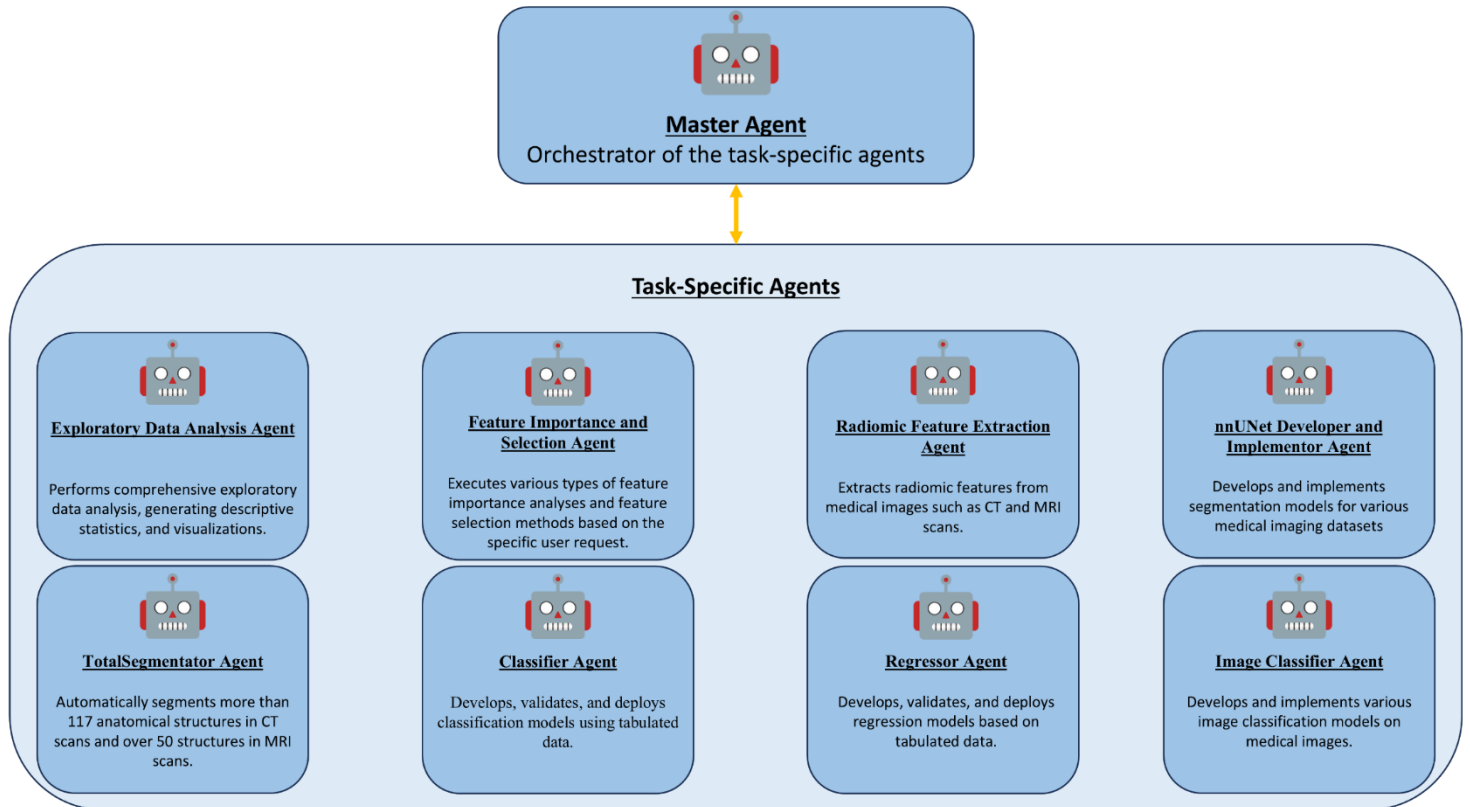 Master Agent
Orchestrator of the task-specific agents
Task-Specific Agents
Exploratory Data Analysis Agent
Performs comprehensive exploratory
data analysis, generating descriptive
statistics, and visualizations.
Feature Importance and
Selection Agent
Executes various types of feature
importance analyses and feature
selection methods based on the
specific user request.
Radiomic Feature Extraction
Agent
Extracts radiomic features from
medical images such as CT and MRI
scans.
nnUNet Developer and
Implementor Agent
Develops and implements
segmentation models for various
medical imaging datasets
TotalSegmentator Agent
Automatically segments more than
117 anatomical structures in CT
scans and over 50 structures in MRI
scans.
Classifier Agent
Develops, validates, and deploys
classification models using tabulated
data.
Regressor Agent
Develops, validates, and deploys
regression models based on
tabulated data.
Image Classifier Agent
Develops and implements various
image classification models on
medical images.